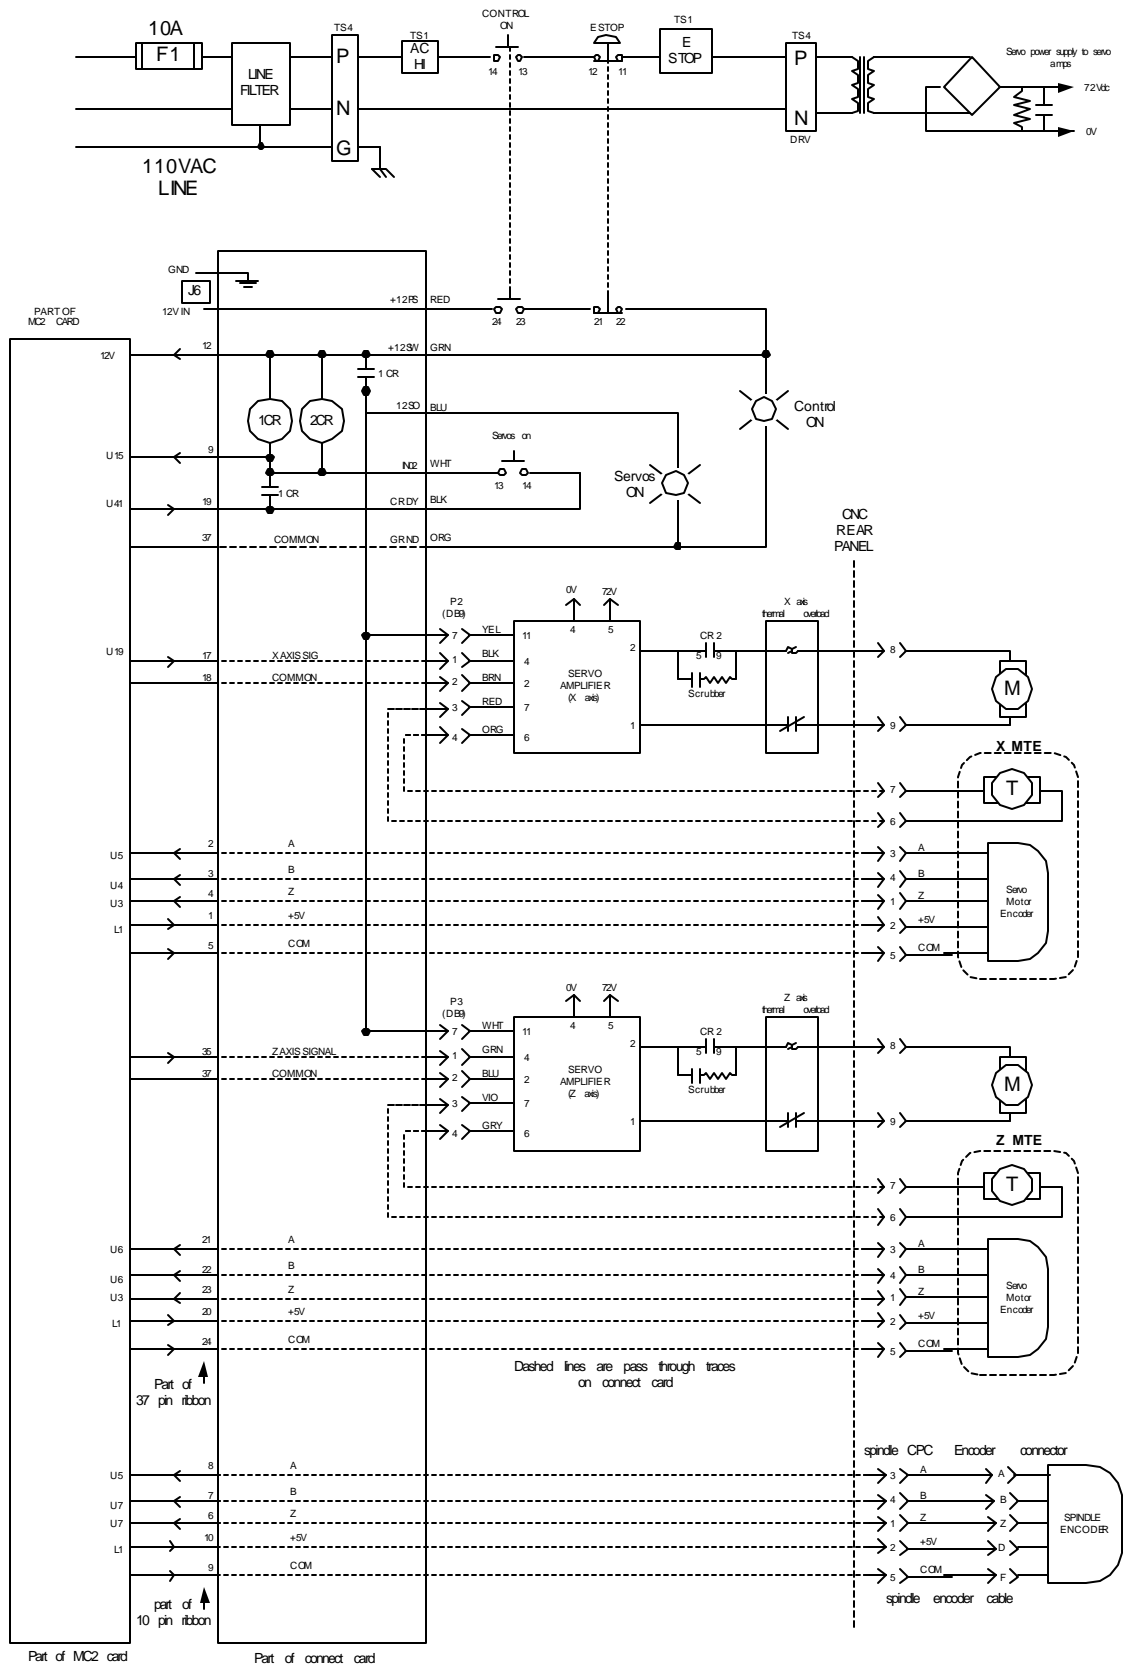 10A
F1
LINE
FILTER
TS4
P
N
G
TS1
AC
HI
CONTROL
ON
14 13
E STOP
12 11
TS1
E
STOP
TS4
P
N
DRV
Servo power supply to servo
amps
72Vdc
0V
110VAC
LINE
GND
J6
12V IN
+12PS RED
24 23
21 22
PART OF
MC2 CARD
12V
12
+12SW GRN
1 CR
1CR
2CR
12SO BLU
Control
ON
U15
9
Servos on
IN02 WHT
13 14
Servos
ON
1 CR
U41
19
CRDY BLK
37
COMMON
GRND ORG
CNC
REAR
PANEL
P2
(DB9)
0V 72V
4 5
X axis
thermal overload
7 YEL 11
U19
17
X AXIS SIG
1 BLK 4
18
COMMON
2 BRN 2
3 RED 7
4 ORG 6
SERVO
AMPLIFIER
(X axis)
2
1
CR 2
5 9
Scrubber
8
9
M
X MTE
7
6
T
U5
2
A
3 A
U4
3
B
4 B
U3
4
Z
1 Z
L1
1
+5V
2 +5V
5
COM
5 COM
Servo
Motor
Encoder
P3
(DB9)
0V 72V
4 5
Z axis
thermal overload
7 WHT 11
35
Z AXIS SIGNAL
1 GRN 4
37
COMMON
2 BLU 2
3 VIO 7
4 GRY 6
SERVO
AMPLIFIER
(Z axis)
2
1
CR 2
5 9
Scrubber
8
9
M
Z MTE
7
6
T
U6
21
A
3 A
U6
22
B
4 B
U3
23
Z
1 Z
L1
20
+5V
2 +5V
24
COM
5 COM
Servo
Motor
Encoder
Part of
37 pin ribbon
Dashed lines are pass through traces
on connect card
spindle CPC Encoder connector
U5
8
A
3 A A
U7
7
B
4 B B
U7
6
Z
1 Z Z
L1
10
+5V
2 +5V D
9
COM
5 COM F
SPINDLE
ENCODER
spindle encoder cable
part of
10 pin ribbon
Part of MC2 card
Part of connect card